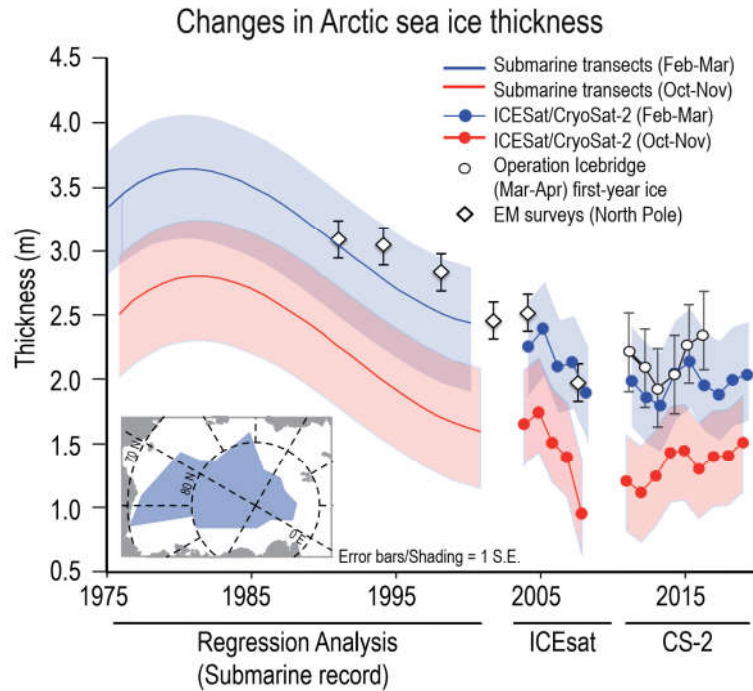 Changes in Arctic sea ice thickness
Submarine transects (Feb-Mar)
Submarine transects (Oct-Nov)
ICESat/CryoSat-2 (Feb-Mar)
ICESat/CryoSat-2 (Oct-Nov)
Operation Icebridge
(Mar-Apr) first-year ice
EM surveys (North Pole)
Thickness (m)
4.5
4.0
3.5
3.0
2.5
2.0
1.5
1.0
0.5
70 N
80 N
0 E
Error bars/Shading = 1 S.E.
1975
1985
1995
2005
2015
Regression Analysis
(Submarine record)
ICEsat
CS-2